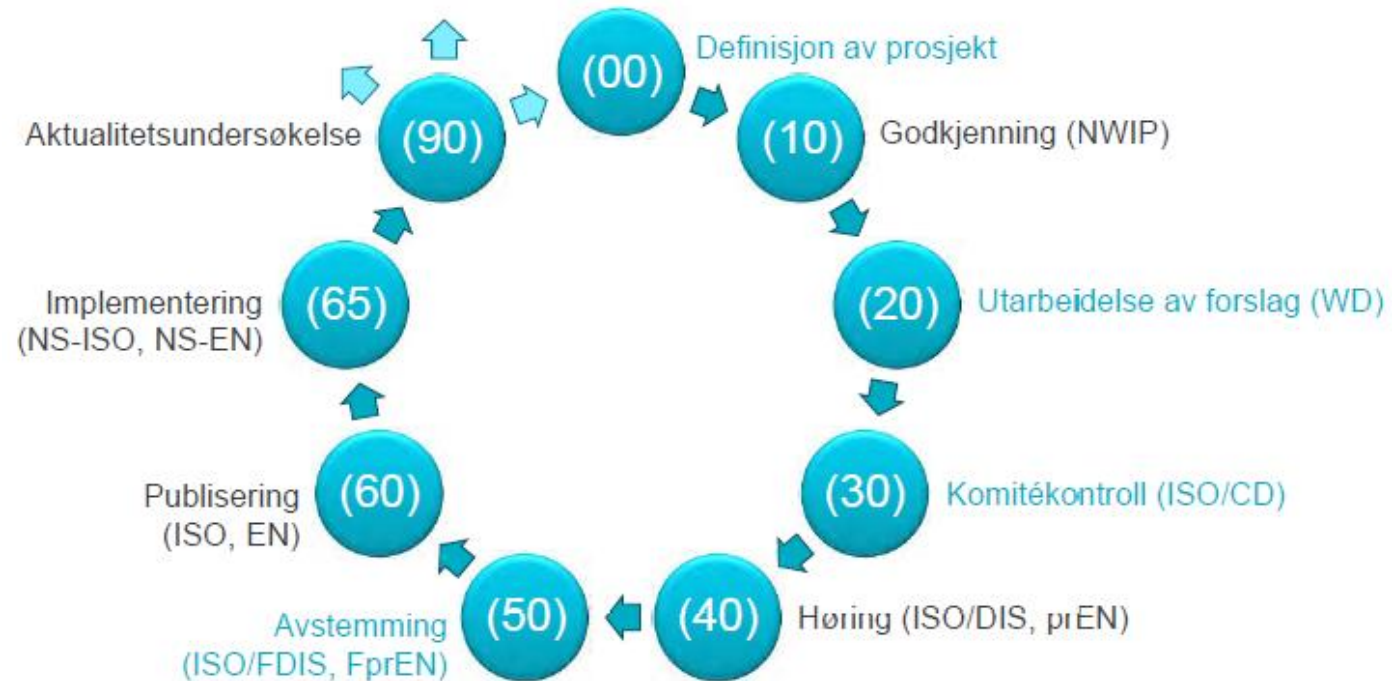 (00)
Definisjon av prosjekt
(10)
Godkjenning (NWIP)
(20)
Utarbeidelse av forslag (WD)
(30)
Komitékontroll (ISO/CD)
(40)
Høring (ISO/DIS, prEN)
(50)
Avstemming
(ISO/FDIS, FprEN)
(60)
Publisering
(ISO, EN)
(65)
Implementering
(NS-ISO, NS-EN)
(90)
Aktualitetsundersøkelse